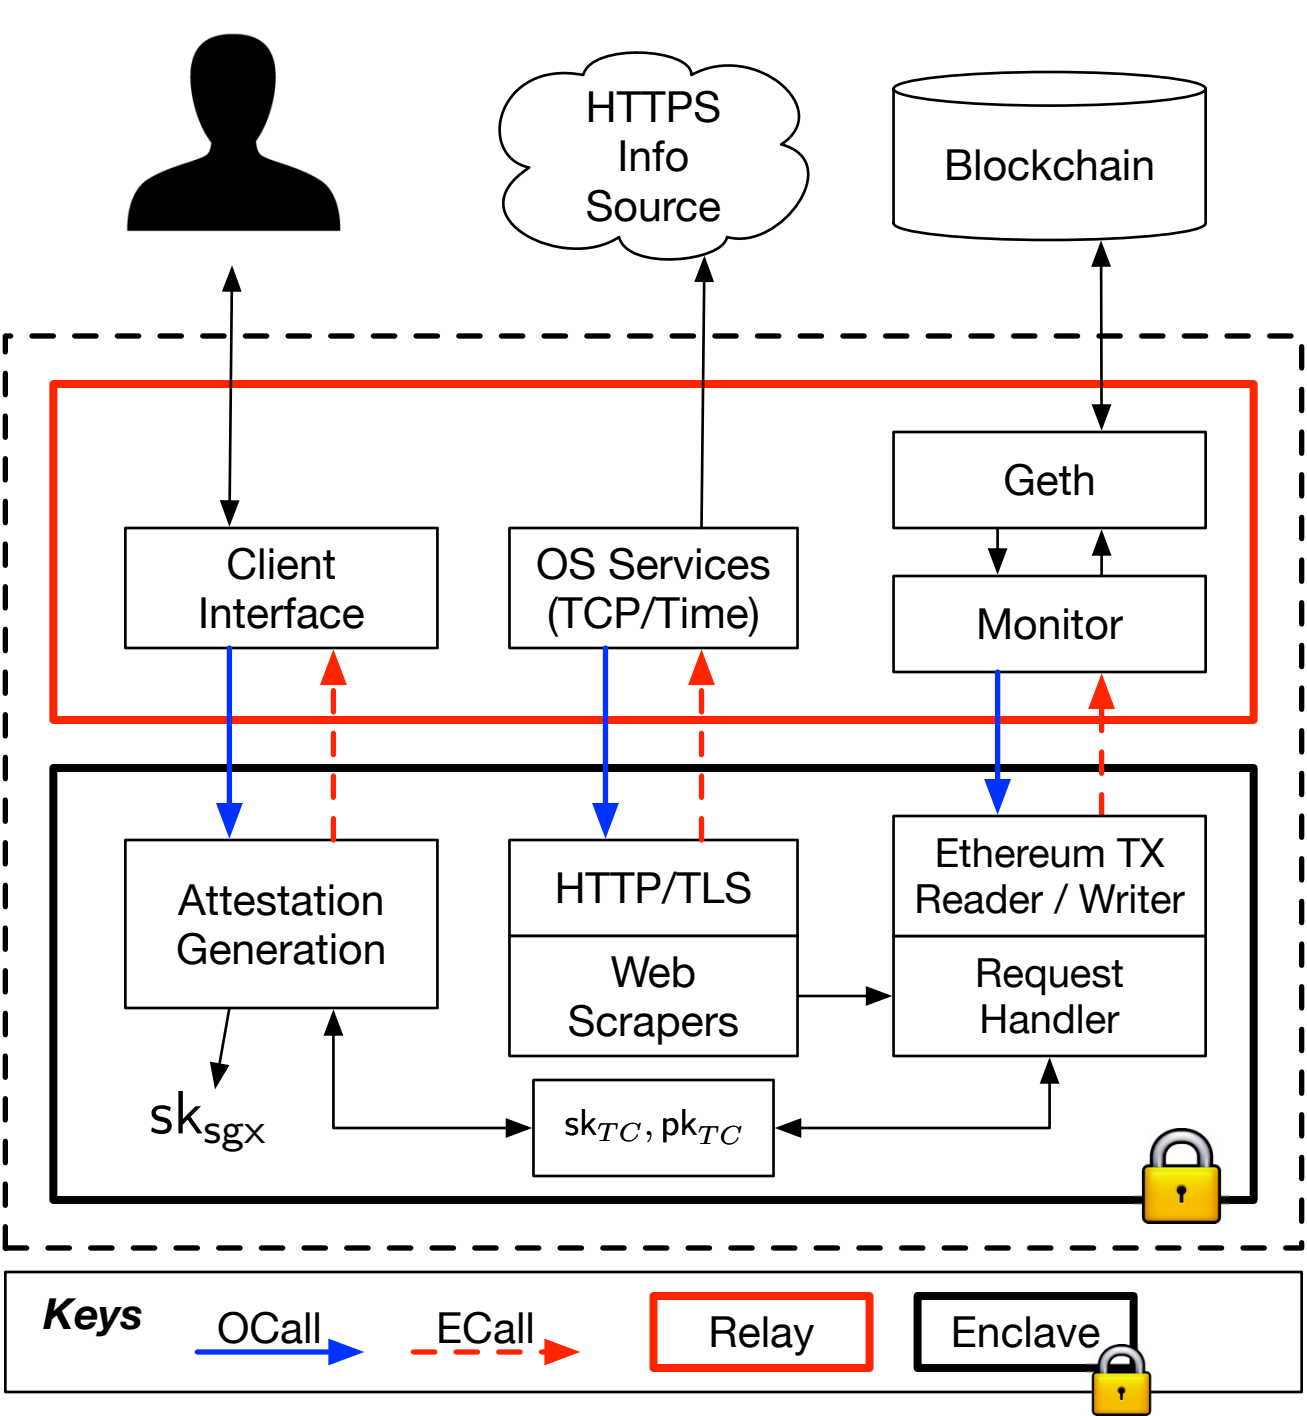 HTTPS
Info
Source
Blockchain
Geth
Client
Interface
OS Services
(TCP/Time)
Monitor
Attestation
Generation
HTTP/TLS
Web
Scrapers
Ethereum TX
Reader / Writer
Request
Handler
sksgx
skTC, pkTC
Keys
OCall
ECall
Relay
Enclave